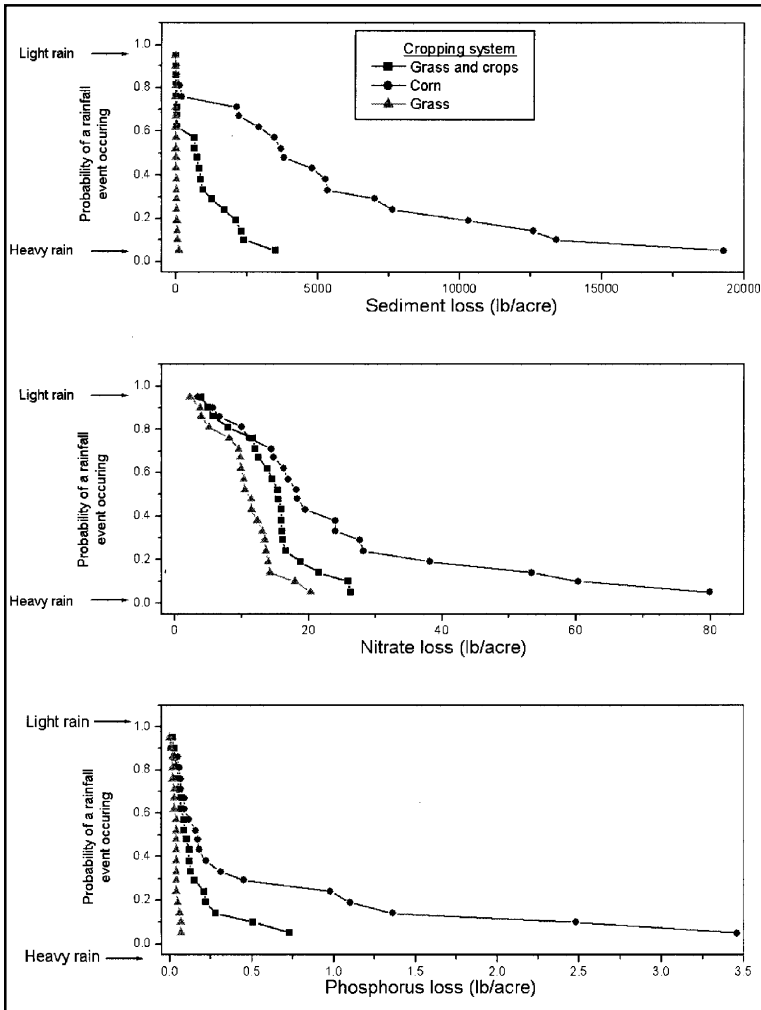 Light rain
Heavy rain
Probability of a rainfall
event occuring
1.0
0.8
0.6
0.4
0.2
0.0
Cropping system
Grass and crops
Corn
Grass
0
5000
10000
15000
20000
Sediment loss (lb/acre)
Light rain
Heavy rain
Probability of a rainfall
event occuring
1.0
0.8
0.6
0.4
0.2
0.0
0
20
40
60
80
Nitrate loss (lb/acre)
Light rain
Heavy rain
Probability of a rainfall
event occuring
1.0
0.8
0.6
0.4
0.2
0.0
0.0
0.5
1.0
1.5
2.0
2.5
3.0
3.5
Phosphorus loss (lb/acre)